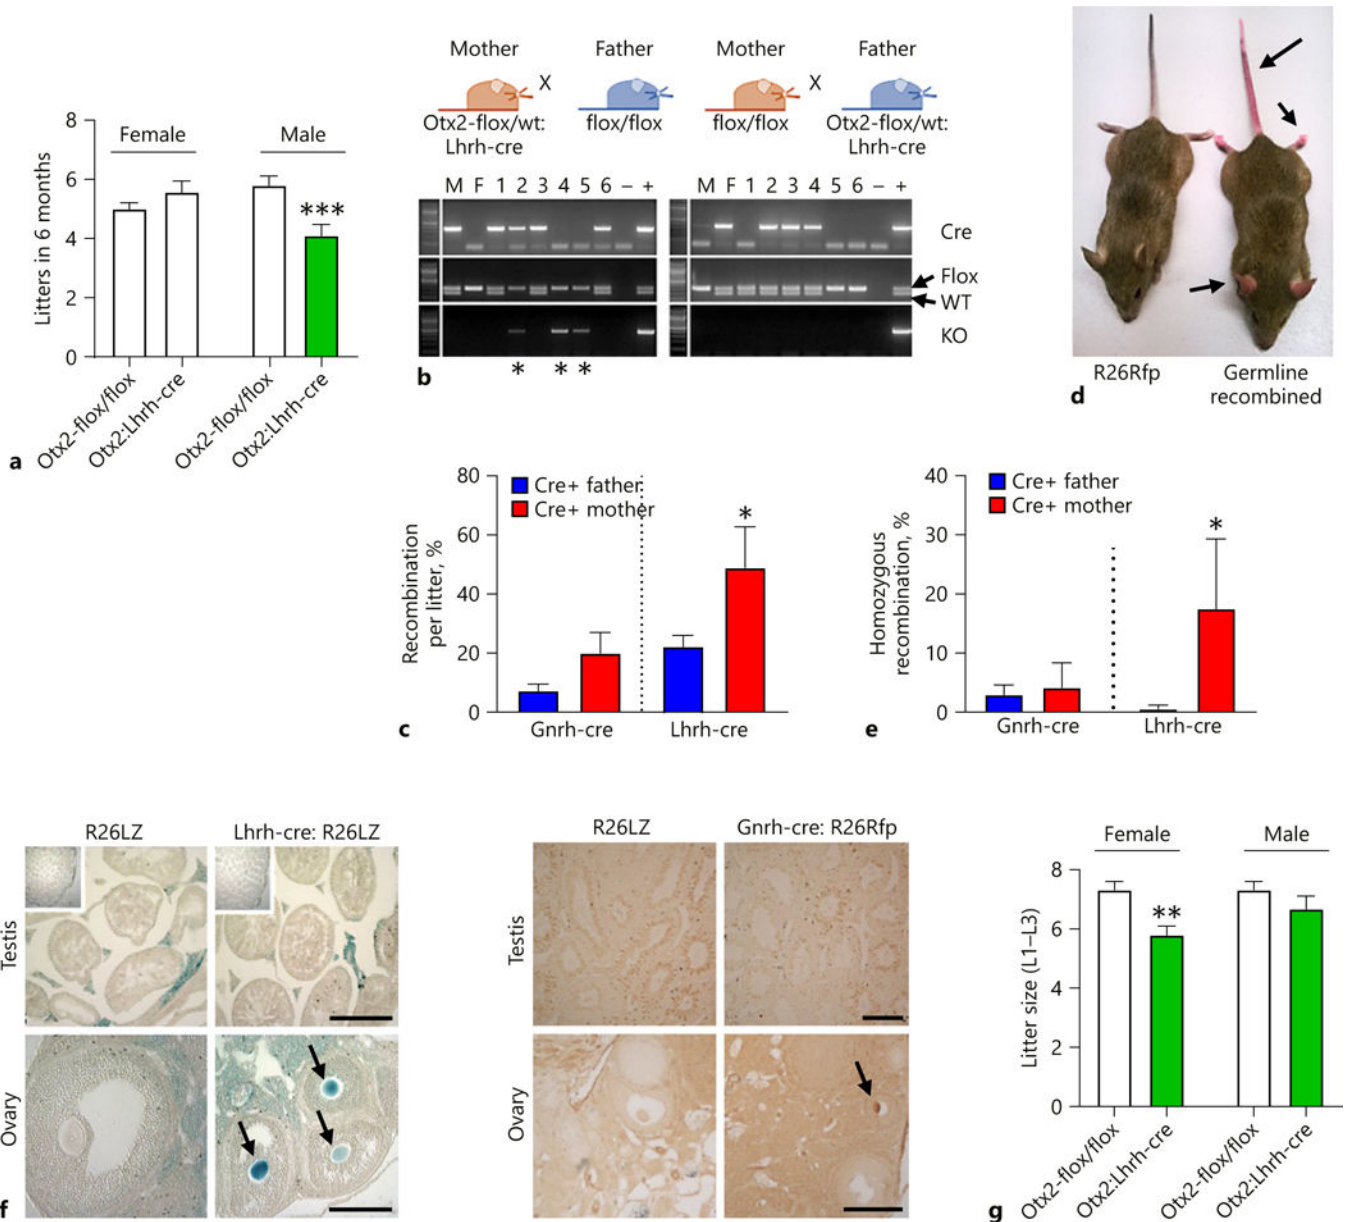 Female Male
Litters in 6 months
8
6
4
2
0
***
Otx2-flox/flox
Otx2:Lhrh-cre
Otx2-flox/flox
Otx2:Lhrh-cre
a
Mother Father Mother Father
X X
Otx2-flox/wt: flox/flox flox/flox Otx2-flox/wt:
Lhrh-cre Lhrh-cre
M F 1 2 3 4 5 6 – + M F 1 2 3 4 5 6 – +
Cre
Flox
WT
KO
* * *
b
R26Rfp Germline
recombined
d
Recombination
per litter, %
80
60
40
20
0
Cre+ father
Cre+ mother
*
Gnrh-cre Lhrh-cre
c
Homozygous
recombination, %
40
30
20
10
0
Cre+ father
Cre+ mother
*
Gnrh-cre Lhrh-cre
e
R26LZ Lhrh-cre: R26LZ
Testis
Ovary
R26LZ Gnrh-cre: R26Rfp
Testis
Ovary
f
Female Male
Litter size (L1–L3)
8
6
4
2
0
**
Otx2-flox/flox
Otx2:Lhrh-cre
Otx2-flox/flox
Otx2:Lhrh-cre
g